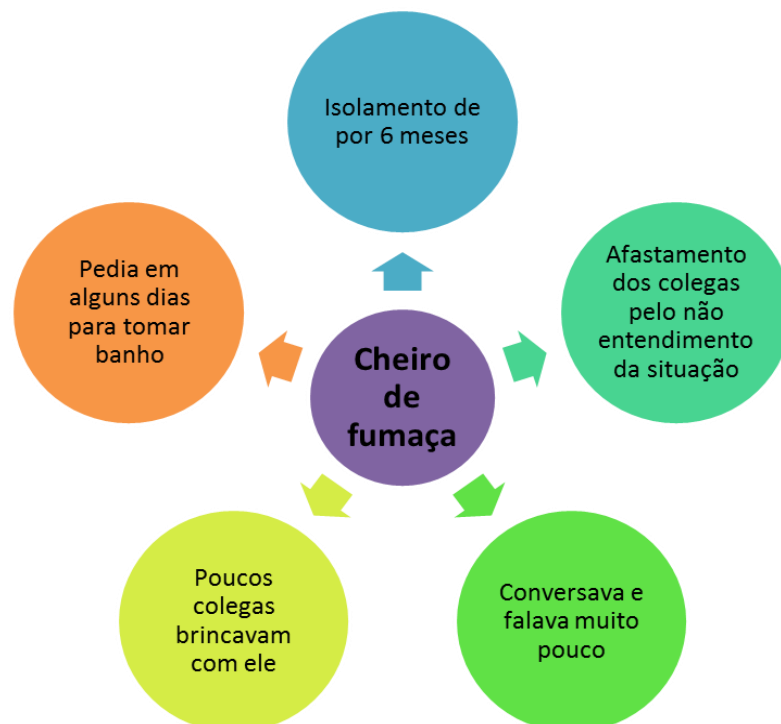 Isolamento de
por 6 meses
Afastamento
dos colegas
pelo não
entendimento
da situação
Conversava e
falava muito
pouco
Poucos
colegas
brincavam
com ele
Pedia em
alguns dias
para tomar
banho
Cheiro
de
fumaça